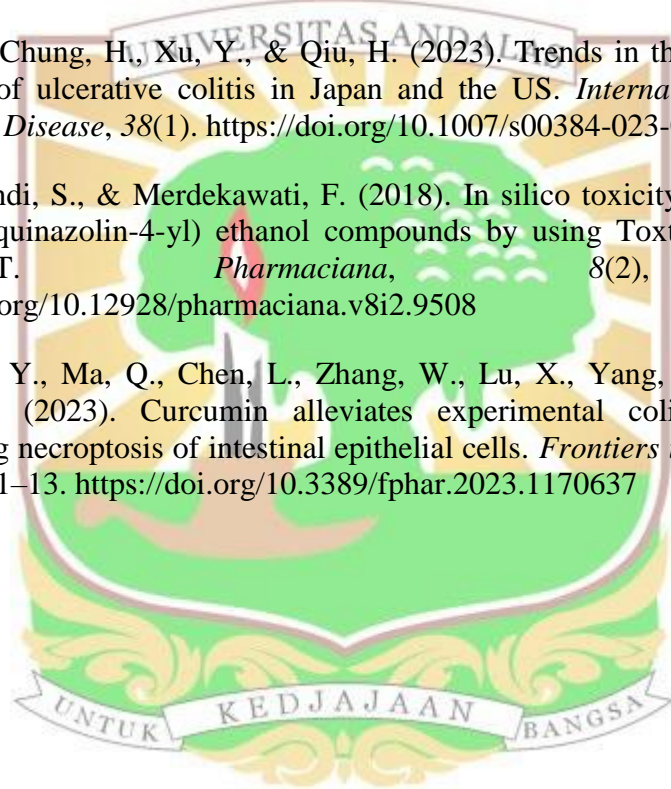 UNIVERSITAS ANDALA
Chung, H., Xu, Y., & Qiu, H. (2023). Trends in th
of ulcerative colitis in Japan and the US. Interna
Disease, 38(1). https://doi.org/10.1007/s00384-023-
ndi, S., & Merdekawati, F. (2018). In silico toxicity
quinazolin-4-yl) ethanol compounds by using Toxt
T. Pharmaciana, 8(2),
org/10.12928/pharmaciana.v8i2.9508
Y., Ma, Q., Chen, L., Zhang, W., Lu, X., Yang,
(2023). Curcumin alleviates experimental coli
g necroptosis of intestinal epithelial cells. Frontiers
1–13. https://doi.org/10.3389/fphar.2023.1170637
UNTUK KEDJAJAAN BANGSA